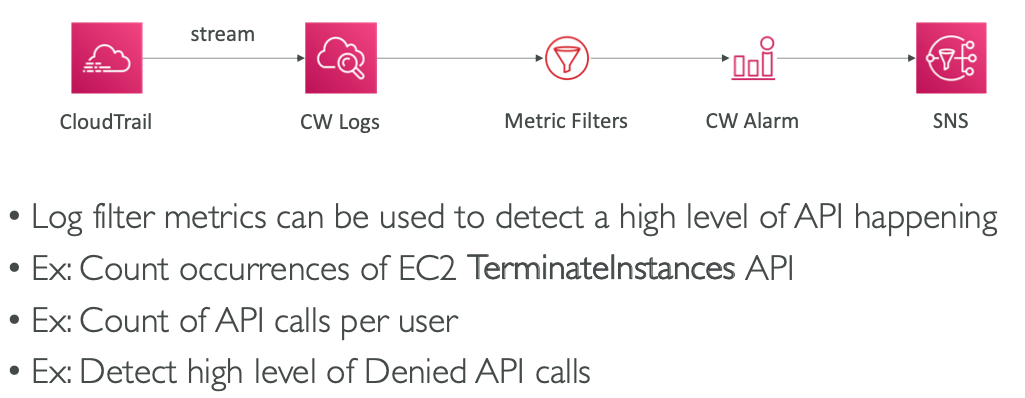 stream
CloudTrail
CW Logs
Metric Filters
CW Alarm
SNS
• Log filter metrics can be used to detect a high level of API happening
• Ex: Count occurrences of EC2 TerminateInstances API
• Ex: Count of API calls per user
• Ex: Detect high level of Denied API calls